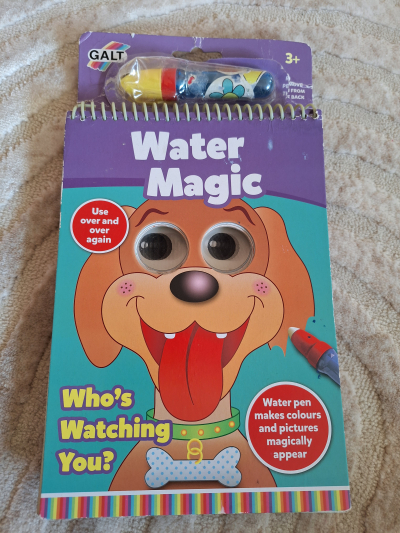 GALT
3+
FROM
Water
Magic
Use
over and
over
again
Who's
Watching
You?
Water pen
makes colours
and pictures
magically
appear